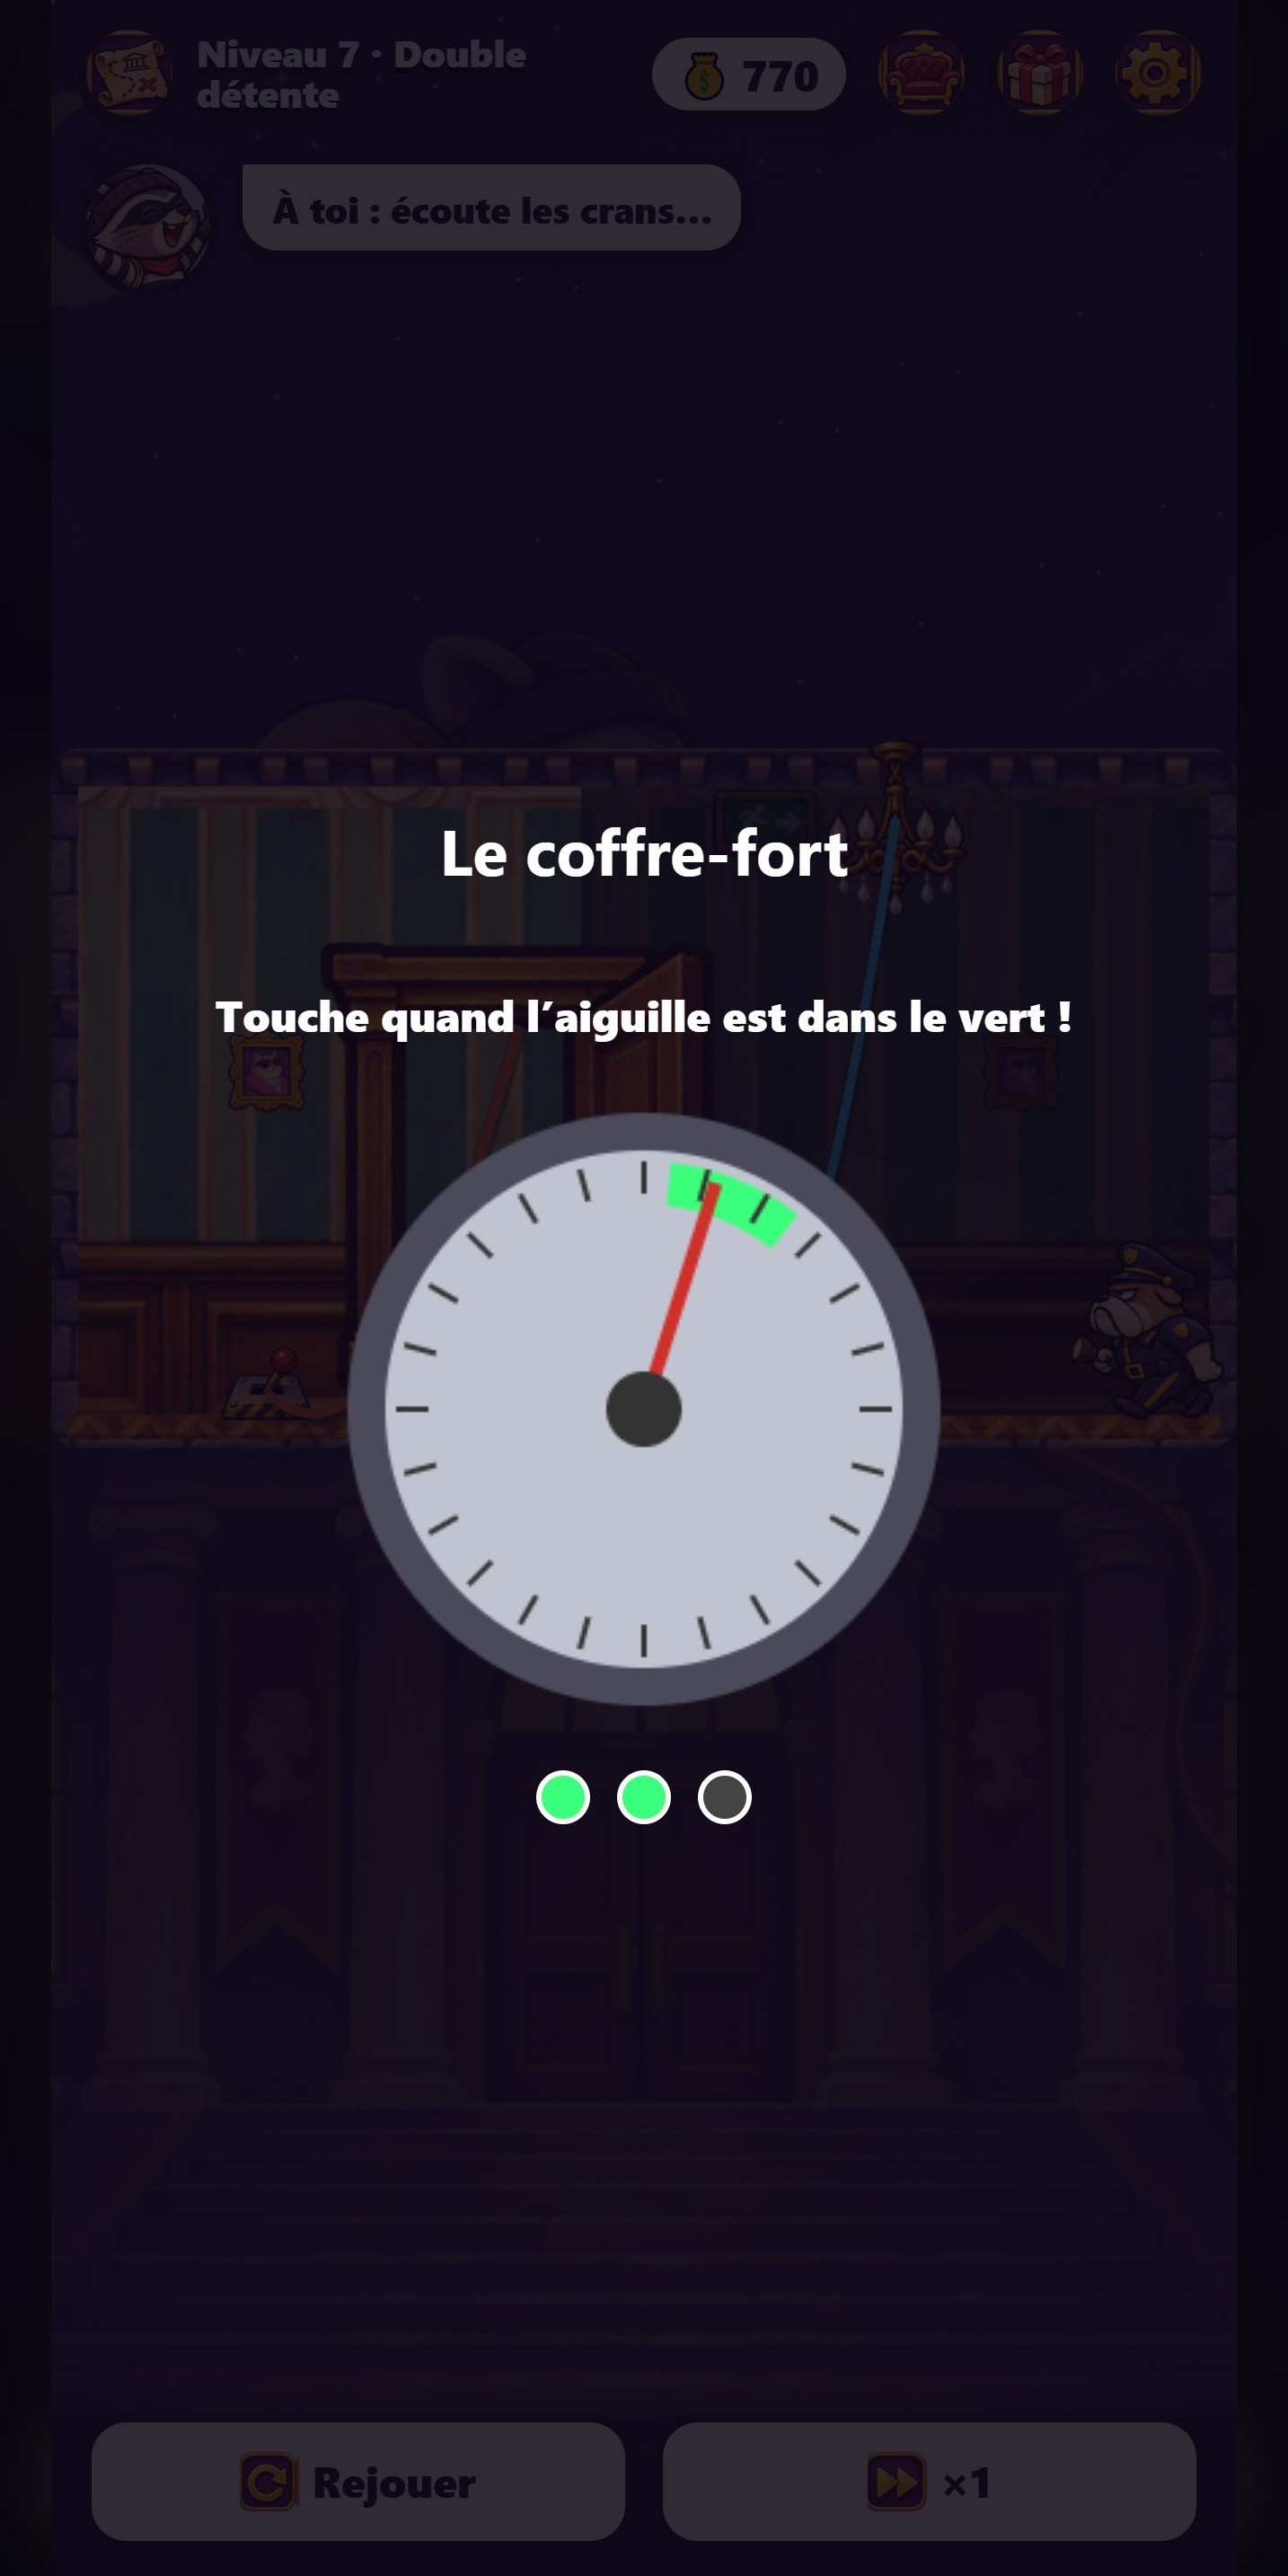 Niveau 7 · Double
détente
770
À toi : écoute les crans...
Le coffre-fort
Touche quand l’aiguille est dans le vert !
Rejouer
×1